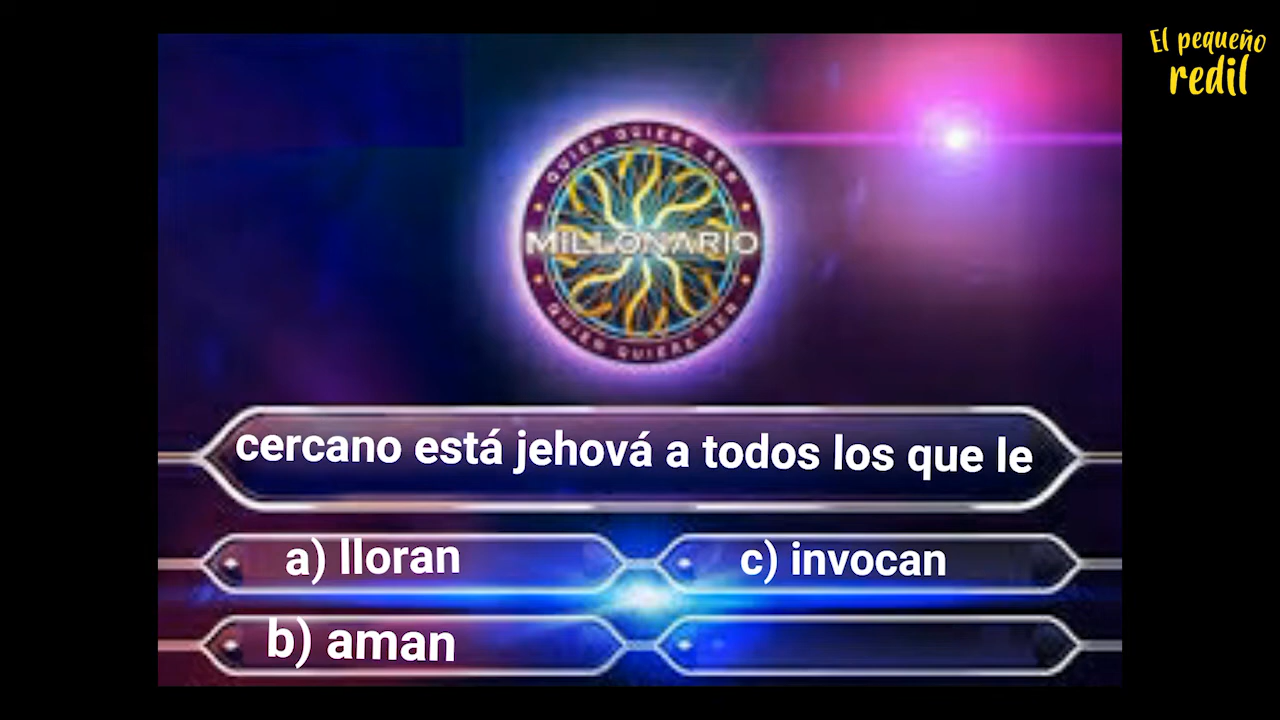 El pequeño
redil
QUIEN QUIERE SER
MILLONARIO
QUIEN QUIERE SER
cercano está jehová a todos los que le
a) lloran
c) invocan
b) aman